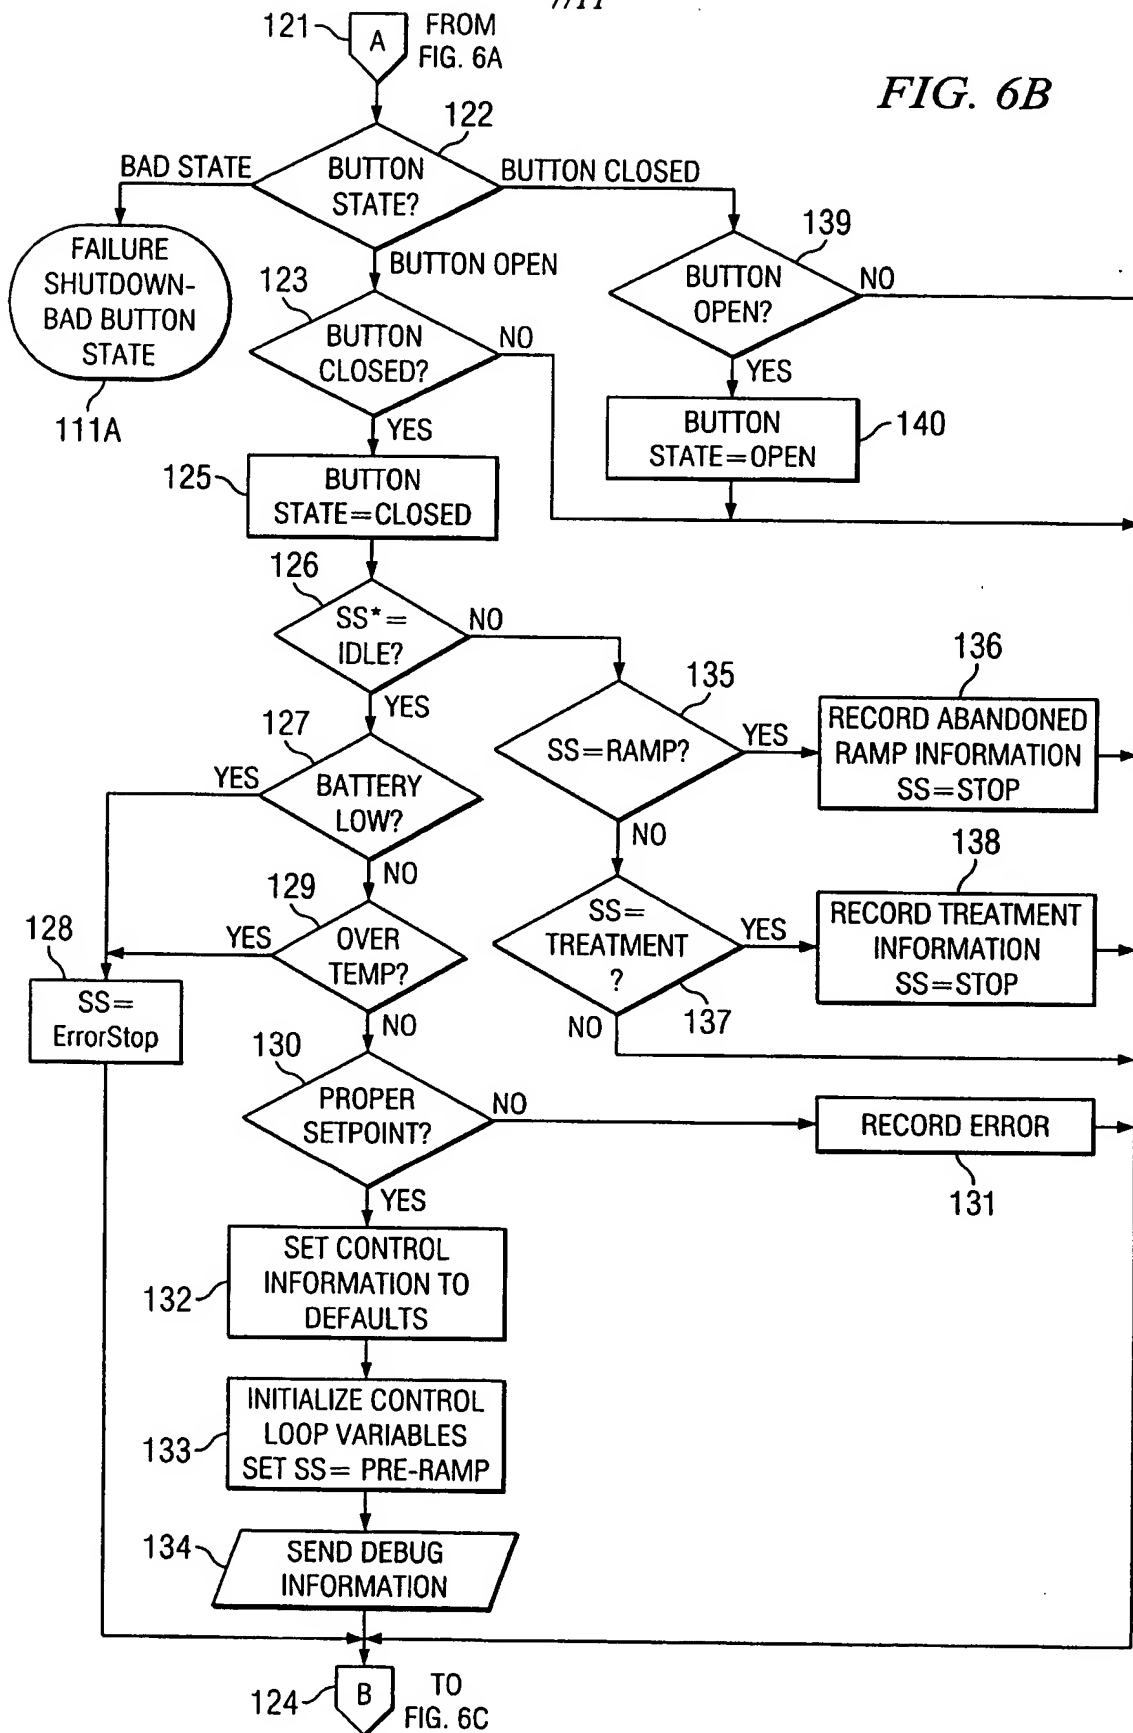 7/11
121
A
FROM
FIG. 6A
FIG. 6B
122
BAD STATE
BUTTON
STATE?
BUTTON CLOSED
FAILURE
SHUTDOWN-
BAD BUTTON
STATE
111A
BUTTON OPEN
139
BUTTON
OPEN?
NO
123
BUTTON
CLOSED?
NO
YES
YES
BUTTON
STATE=OPEN
140
125
BUTTON
STATE=CLOSED
126
SS*=
IDLE?
NO
YES
135
SS=RAMP?
YES
136
RECORD ABANDONED
RAMP INFORMATION
SS=STOP
NO
127
YES
BATTERY
LOW?
NO
138
SS=
TREATMENT
?
YES
RECORD TREATMENT
INFORMATION
SS=STOP
137
NO
129
YES
OVER
TEMP?
128
SS=
ErrorStop
NO
130
PROPER
SETPOINT?
NO
RECORD ERROR
131
YES
132
SET CONTROL
INFORMATION TO
DEFAULTS
133
INITIALIZE CONTROL
LOOP VARIABLES
SET SS= PRE-RAMP
134
SEND DEBUG
INFORMATION
124
B
TO
FIG. 6C